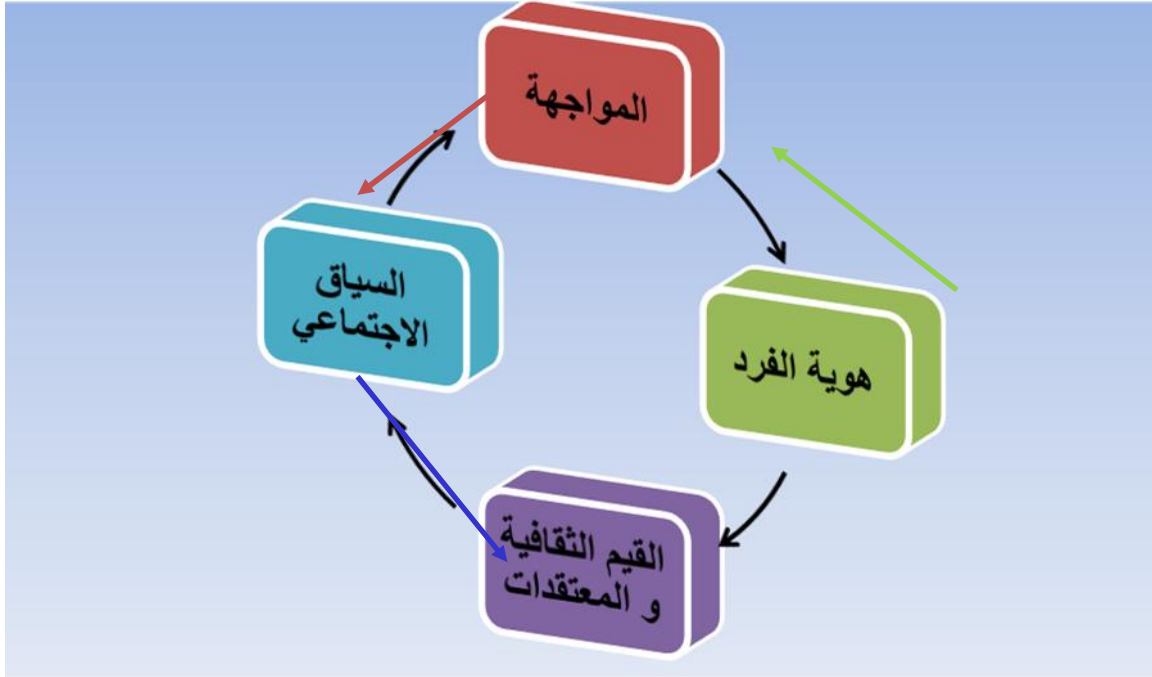 المواجهة
هوية الفرد
القيم الثقافية
و المعتقدات
السياق
الاجتماعي